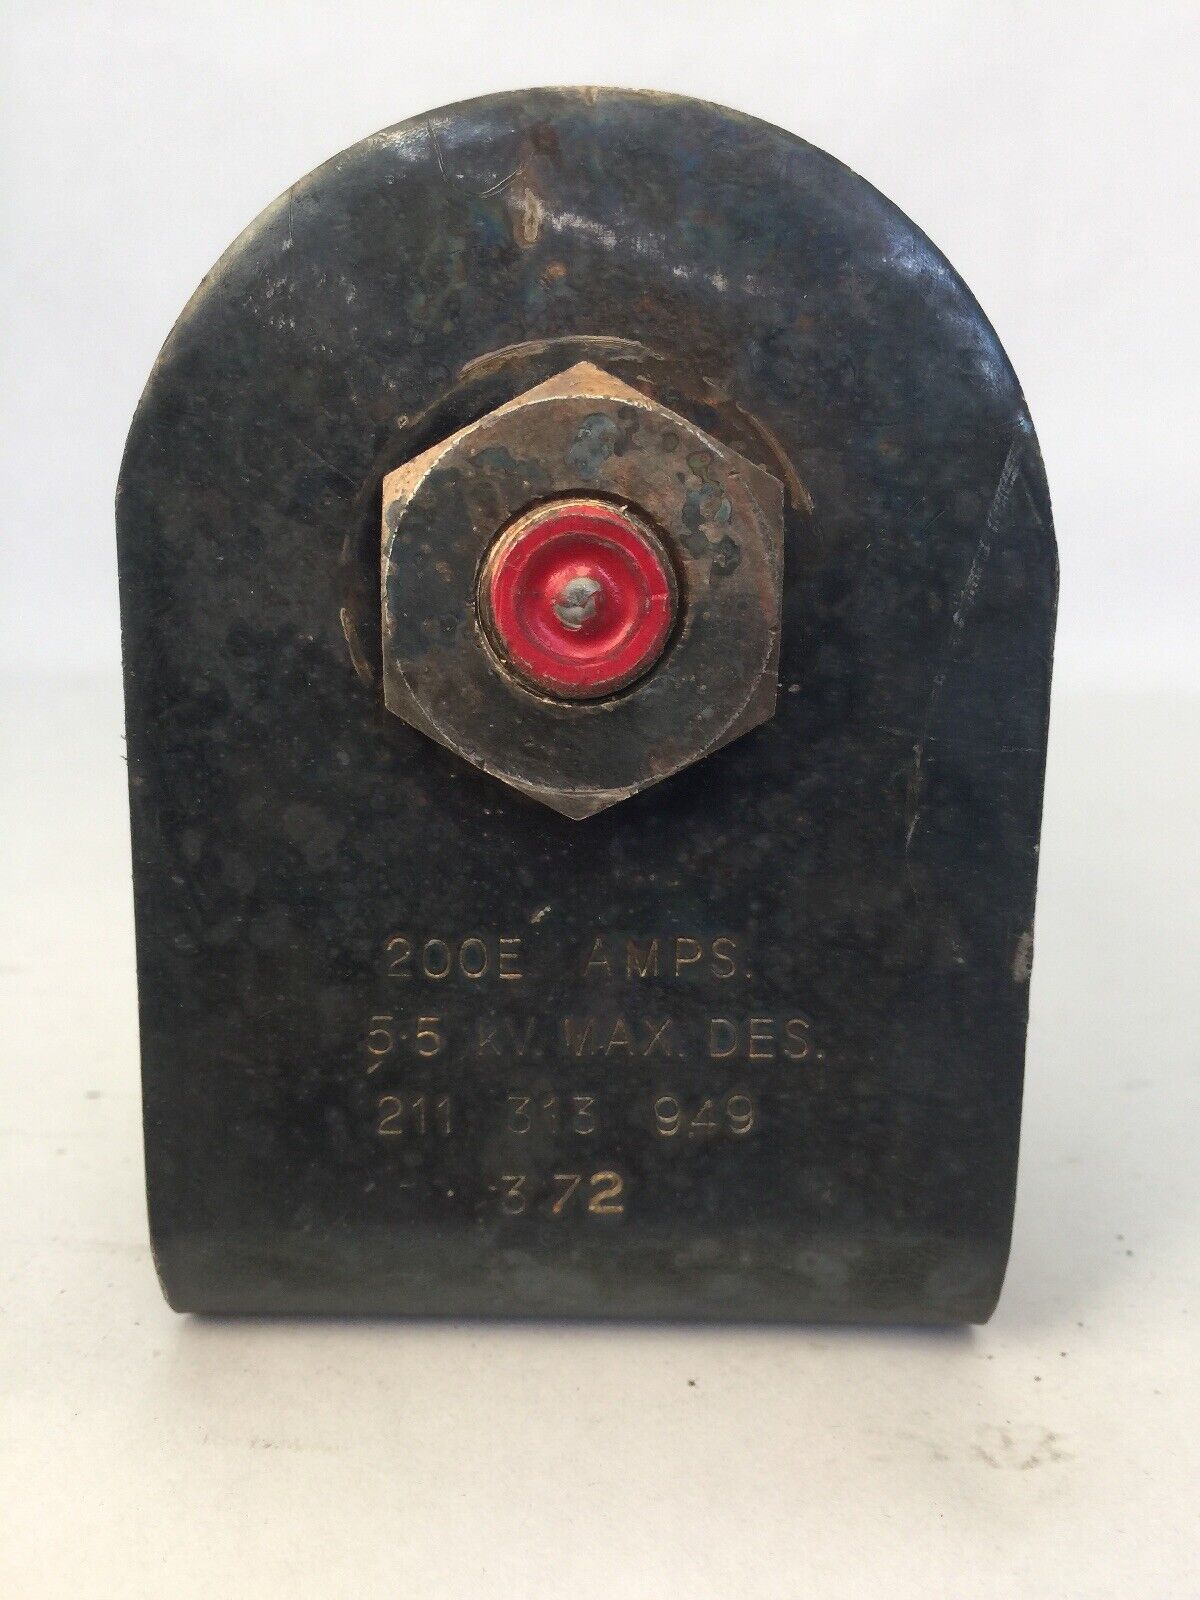 200E AMPS.
5.5 KV. MAX. DES.
211 313 949
372